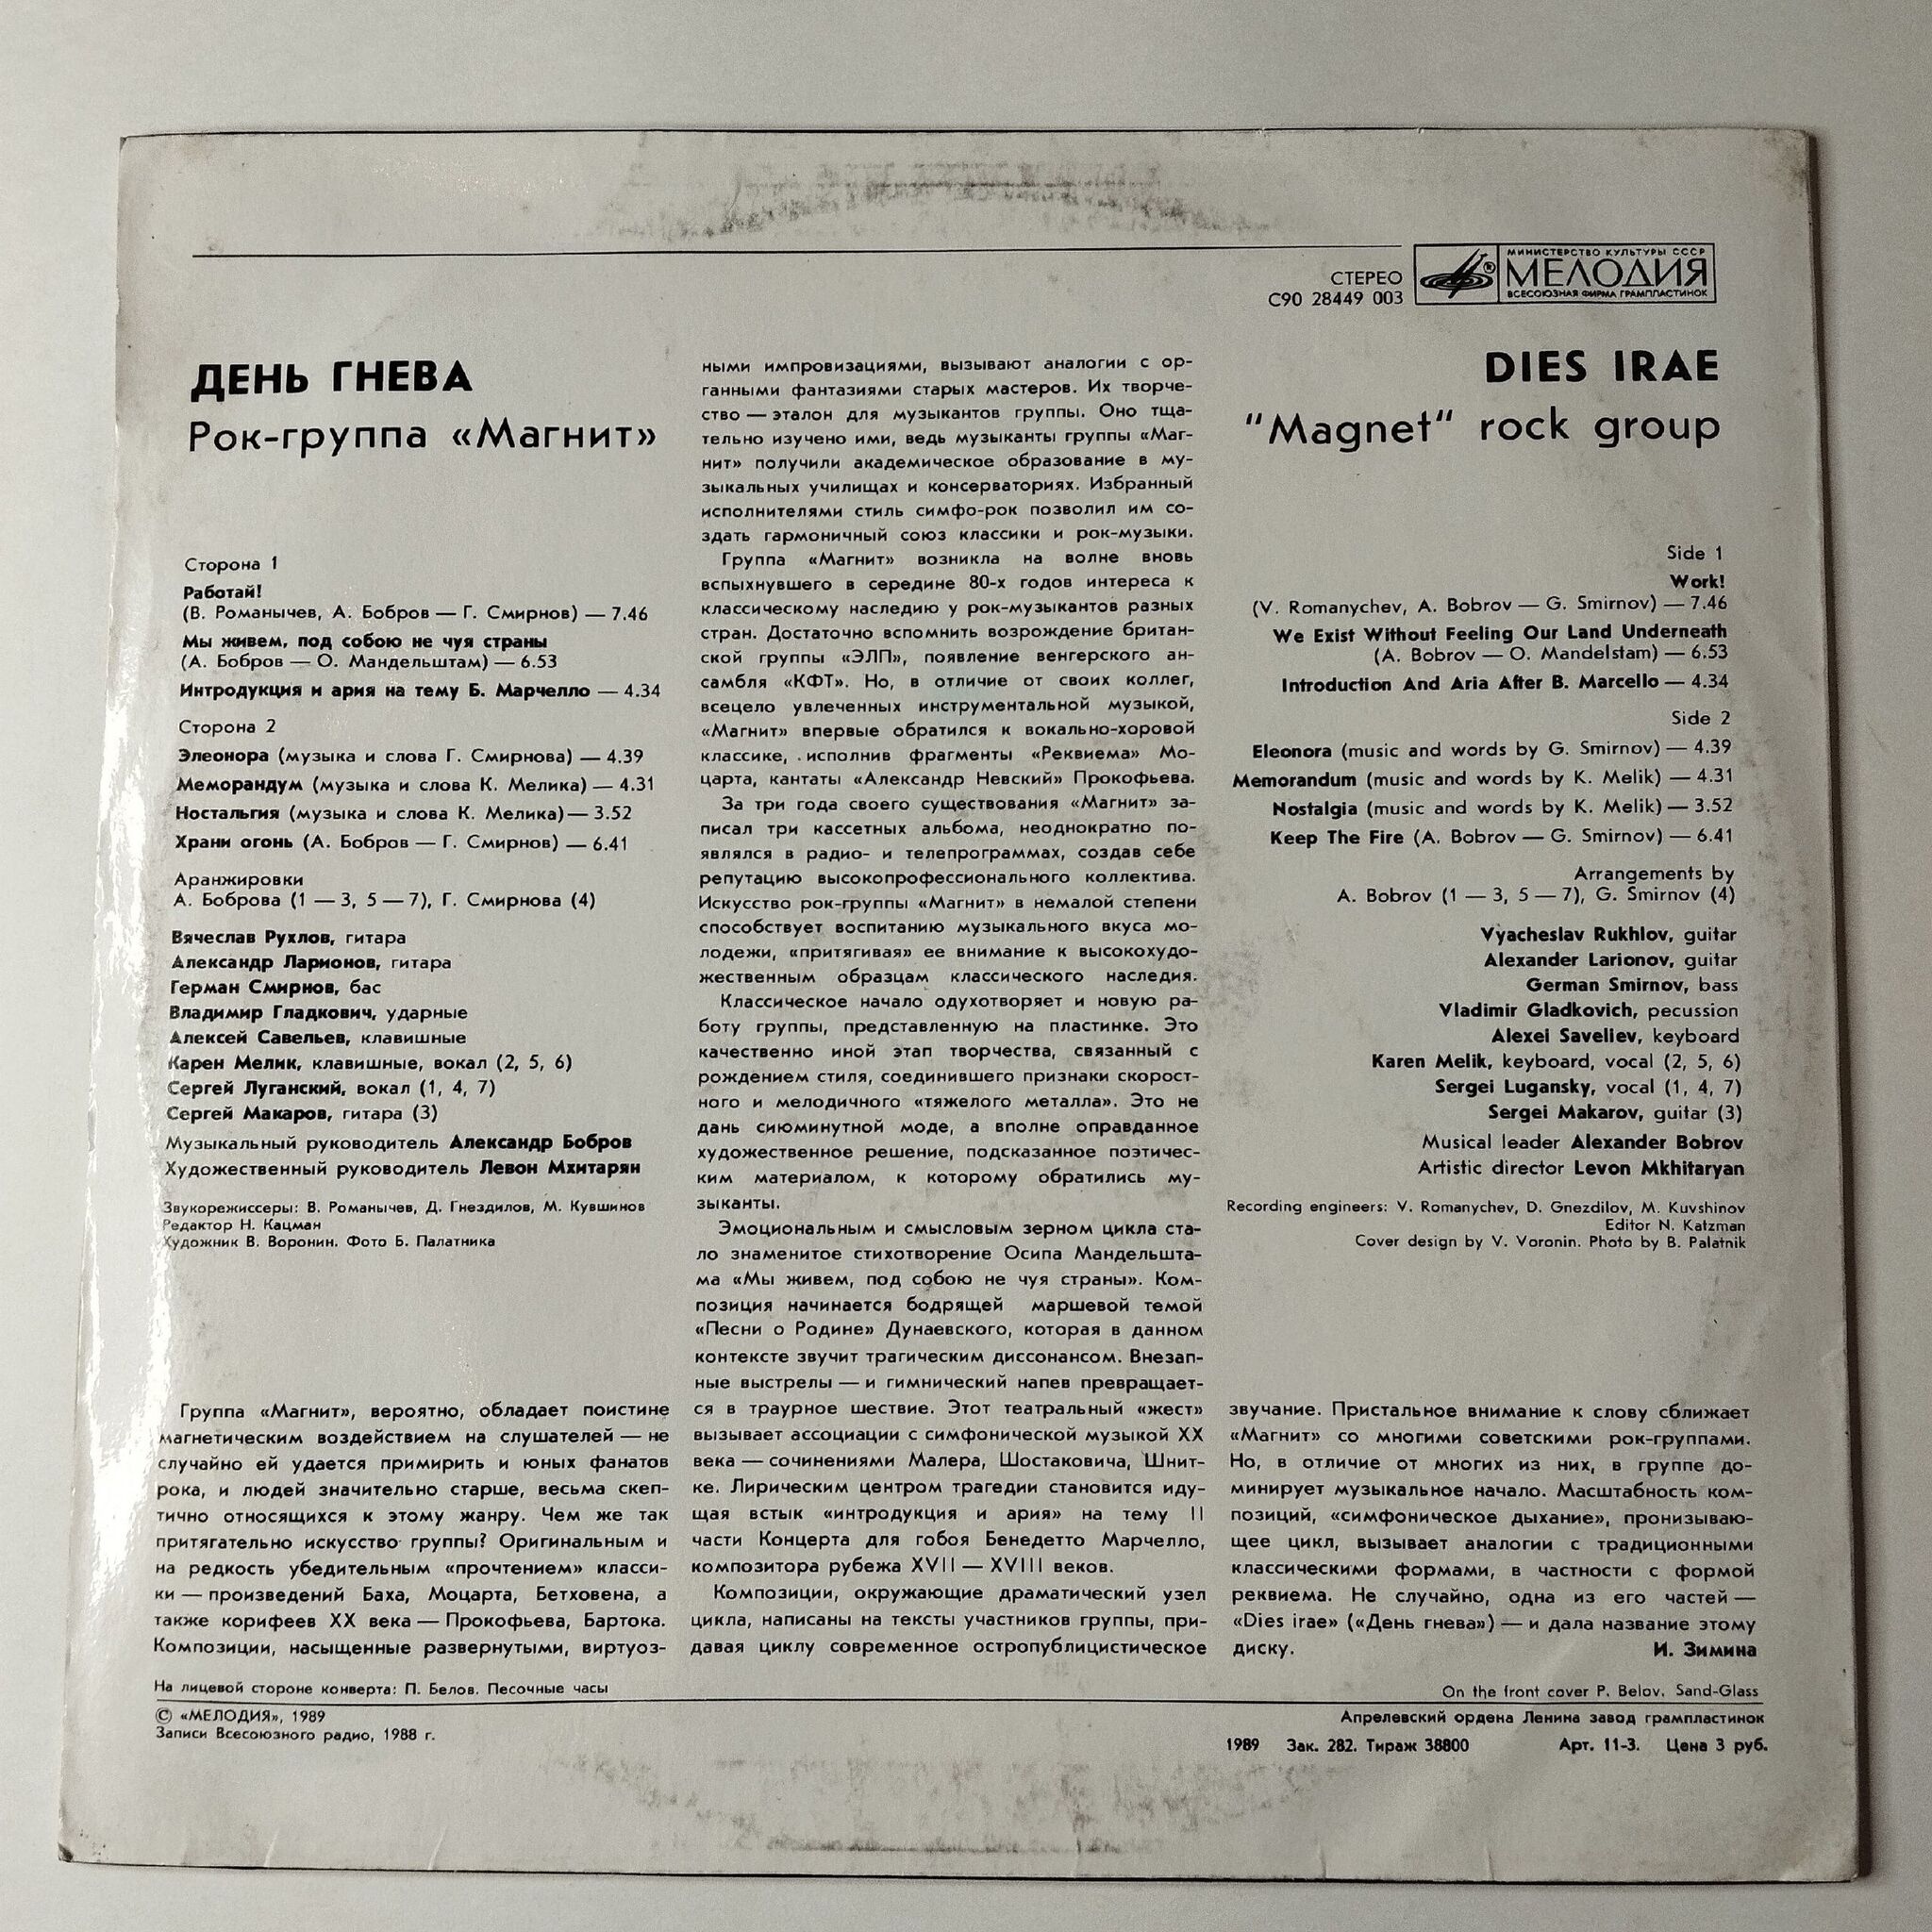 СТЕРЕО
С90 28449 003
МИНИСТЕРСТВО КУЛЬТУРЫ СССР
МЕЛОДИЯ
ВСЕСОЮЗНАЯ ФИРМА ГРАМПЛАСТИНОК
ДЕНЬ ГНЕВА
Рок-группа «Магнит»
Сторона 1
Работай!
(В. Романычев, А. Бобров — Г. Смирнов) — 7.46
Мы живем, под собою не чуя страны
(А. Бобров — О. Мандельштам) — 6.53
Интродукция и ария на тему Б. Марчелло — 4.34
Сторона 2
Элеонора (музыка и слова Г. Смирнова) — 4.39
Меморандум (музыка и слова К. Мелика) — 4.31
Ностальгия (музыка и слова К. Мелика) — 3.52
Храни огонь (А. Бобров — Г. Смирнов) — 6.41
Аранжировки
А. Боброва (1 — 3, 5 — 7), Г. Смирнова (4)
Вячеслав Рухлов, гитара
Александр Ларионов, гитара
Герман Смирнов, бас
Владимир Гладкович, ударные
Алексей Савельев, клавишные
Карен Мелик, клавишные, вокал (2, 5, 6)
Сергей Луганский, вокал (1, 4, 7)
Сергей Макаров, гитара (3)
Музыкальный руководитель Александр Бобров
Художественный руководитель Левон Мхитарян
Звукорежиссеры: В. Романычев, Д. Гнездилов, М. Кувшинов
Редактор Н. Кацман
Художник В. Воронин. Фото Б. Палатника
DIES IRAE
“Magnet“ rock group
Side 1
Work!
(V. Romanychev, A. Bobrov — G. Smirnov) — 7.46
We Exist Without Feeling Our Land Underneath
(A. Bobrov — O. Mandelstam) — 6.53
Introduction And Aria After B. Marcello — 4.34
Side 2
Eleonora (music and words by G. Smirnov) — 4.39
Memorandum (music and words by K. Melik) — 4.31
Nostalgia (music and words by K. Melik) — 3.52
Keep The Fire (A. Bobrov — G. Smirnov) — 6.41
Arrangements by
A. Bobrov (1 — 3, 5 — 7), G. Smirnov (4)
Vyacheslav Rukhlov, guitar
Alexander Larionov, guitar
German Smirnov, bass
Vladimir Gladkovich, pecussion
Alexei Saveliev, keyboard
Karen Melik, keyboard, vocal (2, 5, 6)
Sergei Lugansky, vocal (1, 4, 7)
Sergei Makarov, guitar (3)
Musical leader Alexander Bobrov
Artistic director Levon Mkhitaryan
Recording engineers: V. Romanychev, D. Gnezdilov, M. Kuvshinov
Editor N. Katzman
Cover design by V. Voronin. Photo by B. Palatnik
Группа «Магнит», вероятно, обладает поистине
магнетическим воздействием на слушателей — не
случайно ей удается примирить и юных фанатов
рока, и людей значительно старше, весьма скеп-
тично относящихся к этому жанру. Чем же так
притягательно искусство группы? Оригинальным и
на редкость убедительным «прочтением» класси-
ки — произведений Баха, Моцарта, Бетховена, а
также корифеев XX века — Прокофьева, Бартока.
Композиции, насыщенные развернутыми, виртуоз-
ными импровизациями, вызывают аналогии с ор-
ганными фантазиями старых мастеров. Их творче-
ство — эталон для музыкантов группы. Оно тща-
тельно изучено ими, ведь музыканты группы «Маг-
нит» получили академическое образование в му-
зыкальных училищах и консерваториях. Избранный
исполнителями стиль симфо-рок позволил им со-
здать гармоничный союз классики и рок-музыки.
Группа «Магнит» возникла на волне вновь
вспыхнувшего в середине 80-х годов интереса к
классическому наследию у рок-музыкантов разных
стран. Достаточно вспомнить возрождение британ-
ской группы «ЭЛП», появление венгерского ан-
самбля «КФТ». Но, в отличие от своих коллег,
всецело увлеченных инструментальной музыкой,
«Магнит» впервые обратился к вокально-хоровой
классике, исполнив фрагменты «Реквиема» Мо-
царта, кантаты «Александр Невский» Прокофьева.
За три года своего существования «Магнит» за-
писал три кассетных альбома, неоднократно по-
являлся в радио- и телепрограммах, создав себе
репутацию высокопрофессионального коллектива.
Искусство рок-группы «Магнит» в немалой степени
способствует воспитанию музыкального вкуса мо-
лодежи, «притягивая» ее внимание к высокохудо-
жественным образцам классического наследия.
Классическое начало одухотворяет и новую ра-
боту группы, представленную на пластинке. Это
качественно иной этап творчества, связанный с
рождением стиля, соединившего признаки скорост-
ного и мелодичного «тяжелого металла». Это не
дань сиюминутной моде, а вполне оправданное
художественное решение, подсказанное поэтичес-
ким материалом, к которому обратились му-
зыканты.
Эмоциональным и смысловым зерном цикла ста-
ло знаменитое стихотворение Осипа Мандельшта-
ма «Мы живем, под собою не чуя страны». Ком-
позиция начинается бодрящей маршевой темой
«Песни о Родине» Дунаевского, которая в данном
контексте звучит трагическим диссонансом. Внезап-
ные выстрелы — и гимнический напев превращает-
ся в траурное шествие. Этот театральный «жест»
вызывает ассоциации с симфонической музыкой XX
века — сочинениями Малера, Шостаковича, Шнит-
ке. Лирическим центром трагедии становится иду-
щая встык «интродукция и ария» на тему II
части Концерта для гобоя Бенедетто Марчелло,
композитора рубежа XVII — XVIII веков.
Композиции, окружающие драматический узел
цикла, написаны на тексты участников группы, при-
давая циклу современное остропублицистическое
звучание. Пристальное внимание к слову сближает
«Магнит» со многими советскими рок-группами.
Но, в отличие от многих из них, в группе до-
минирует музыкальное начало. Масштабность ком-
позиций, «симфоническое дыхание», пронизываю-
щее цикл, вызывает аналогии с традиционными
классическими формами, в частности с формой
реквиема. Не случайно, одна из его частей —
«Dies irae» («День гнева») — и дала название этому
диску.
И. Зимина
На лицевой стороне конверта: П. Белов. Песочные часы
On the front cover P. Belov. Sand-Glass
© «МЕЛОДИЯ», 1989
Записи Всесоюзного радио, 1988 г.
Апрелевский ордена Ленина завод грампластинок
1989 Зак. 282. Тираж 38800 Арт. 11-3. Цена 3 руб.